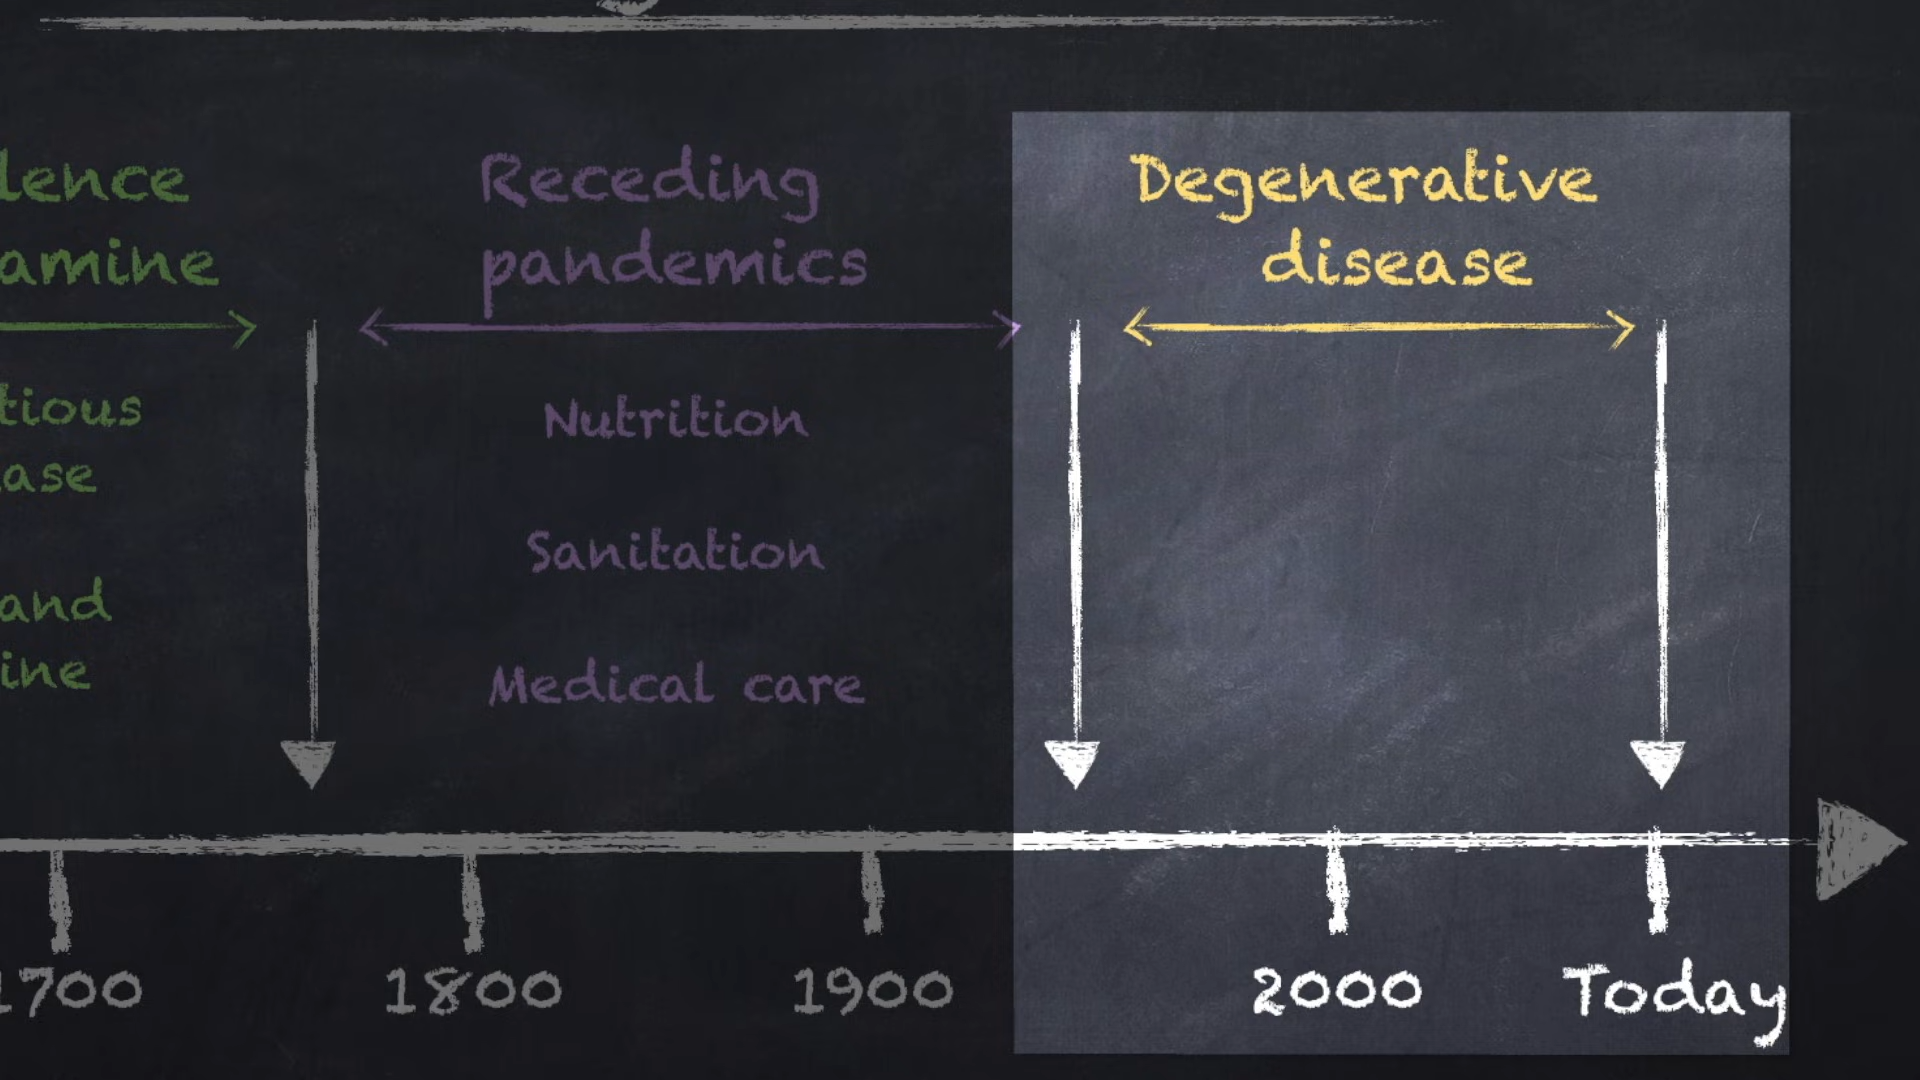 lence
amine
tious
ase
and
ine
Receding
pandemics
Nutrition
Sanitation
Medical care
Degenerative
disease
1700
1800
1900
2000
Today